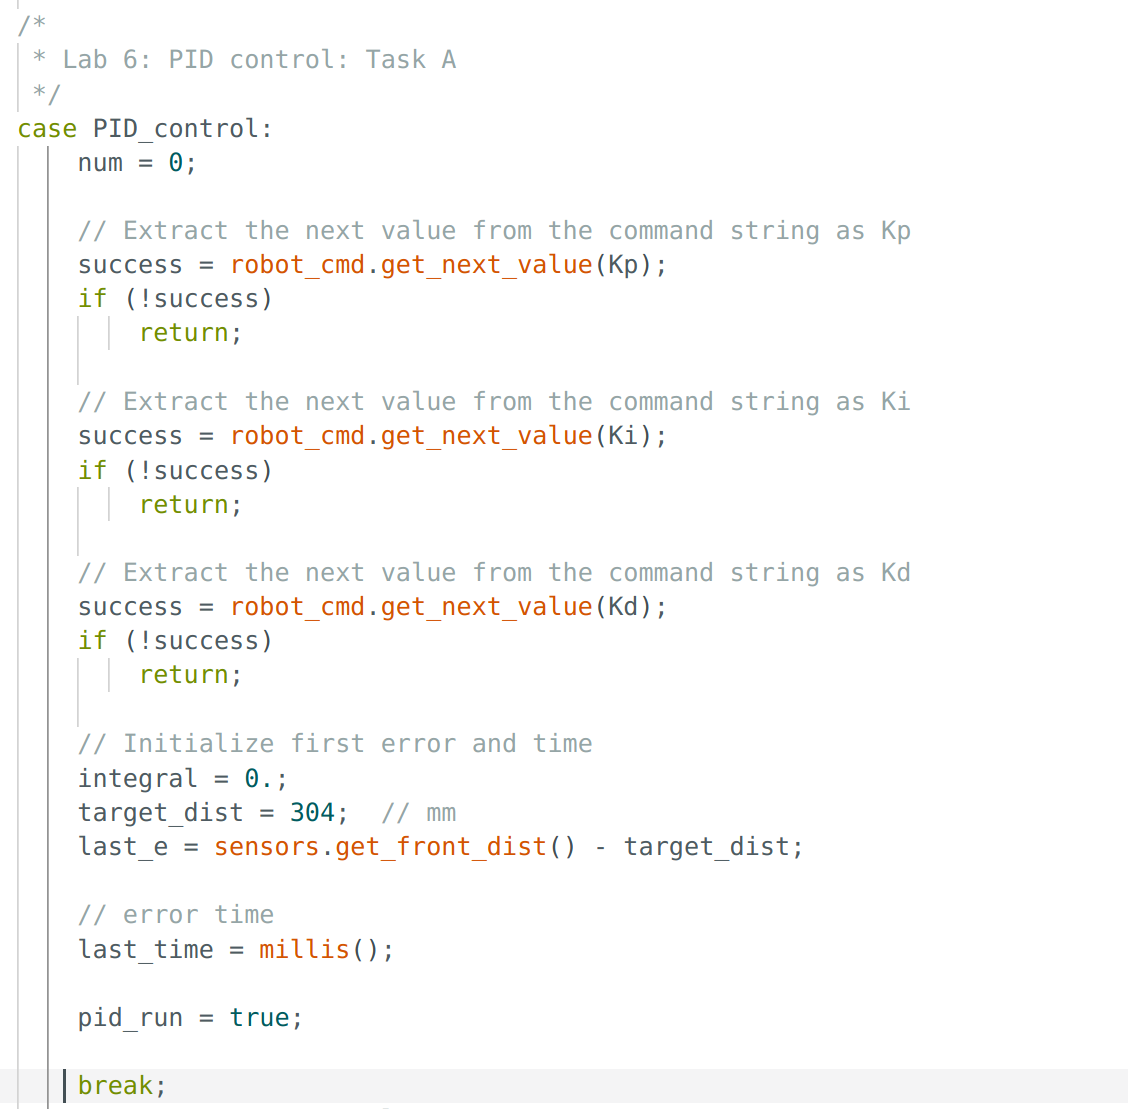 /*
 * Lab 6: PID control: Task A
 */
case PID_control:
    num = 0;

    // Extract the next value from the command string as Kp
    success = robot_cmd.get_next_value(Kp);
    if (!success)
        return;

    // Extract the next value from the command string as Ki
    success = robot_cmd.get_next_value(Ki);
    if (!success)
        return;

    // Extract the next value from the command string as Kd
    success = robot_cmd.get_next_value(Kd);
    if (!success)
        return;

    // Initialize first error and time
    integral = 0.;
    target_dist = 304;  // mm
    last_e = sensors.get_front_dist() - target_dist;

    // error time
    last_time = millis();

    pid_run = true;

    break;